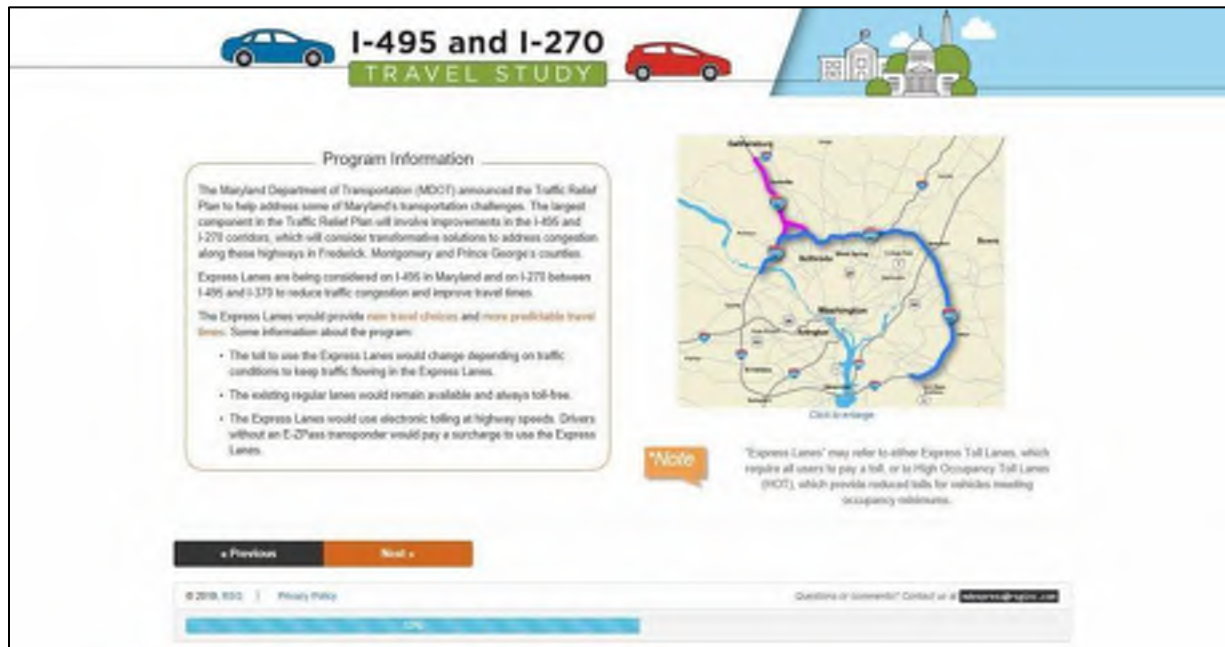 I-495 and I-270
TRAVEL STUDY
Program Information
The Maryland Department of Transportation (MDOT) announced the Traffic Relief
Plan to help address some of Maryland's transportation challenges. The largest
component in the Traffic Relief Plan will involve improvements in the I-495 and
I-270 corridors, which will consider transformative solutions to address congestion
along these highways in Frederick, Montgomery and Prince George's counties.
Express Lanes are being considered on I-495 in Maryland and on I-270 between
I-495 and I-370 to reduce traffic congestion and improve travel times.
The Express Lanes would provide new travel choices and more predictable travel
times. Some information about the program:
• The toll to use the Express Lanes would change depending on traffic
conditions to keep traffic flowing in the Express Lanes.
• The existing regular lanes would remain available and always toll-free.
• The Express Lanes would use electronic tolling at highway speeds. Drivers
without an E-ZPass transponder would pay a surcharge to use the Express
Lanes.
Gaithersburg
Bethesda
Silver Spring
Bowie
Washington
Arlington
Click to enlarge
*Note
"Express Lanes" may refer to either Express Toll Lanes, which
require all users to pay a toll, or to High Occupancy Toll Lanes
(HOT), which provide reduced tolls for vehicles meeting
occupancy minimums.
« Previous
Next »
RSG | Privacy Policy
Questions or comments? Contact us at